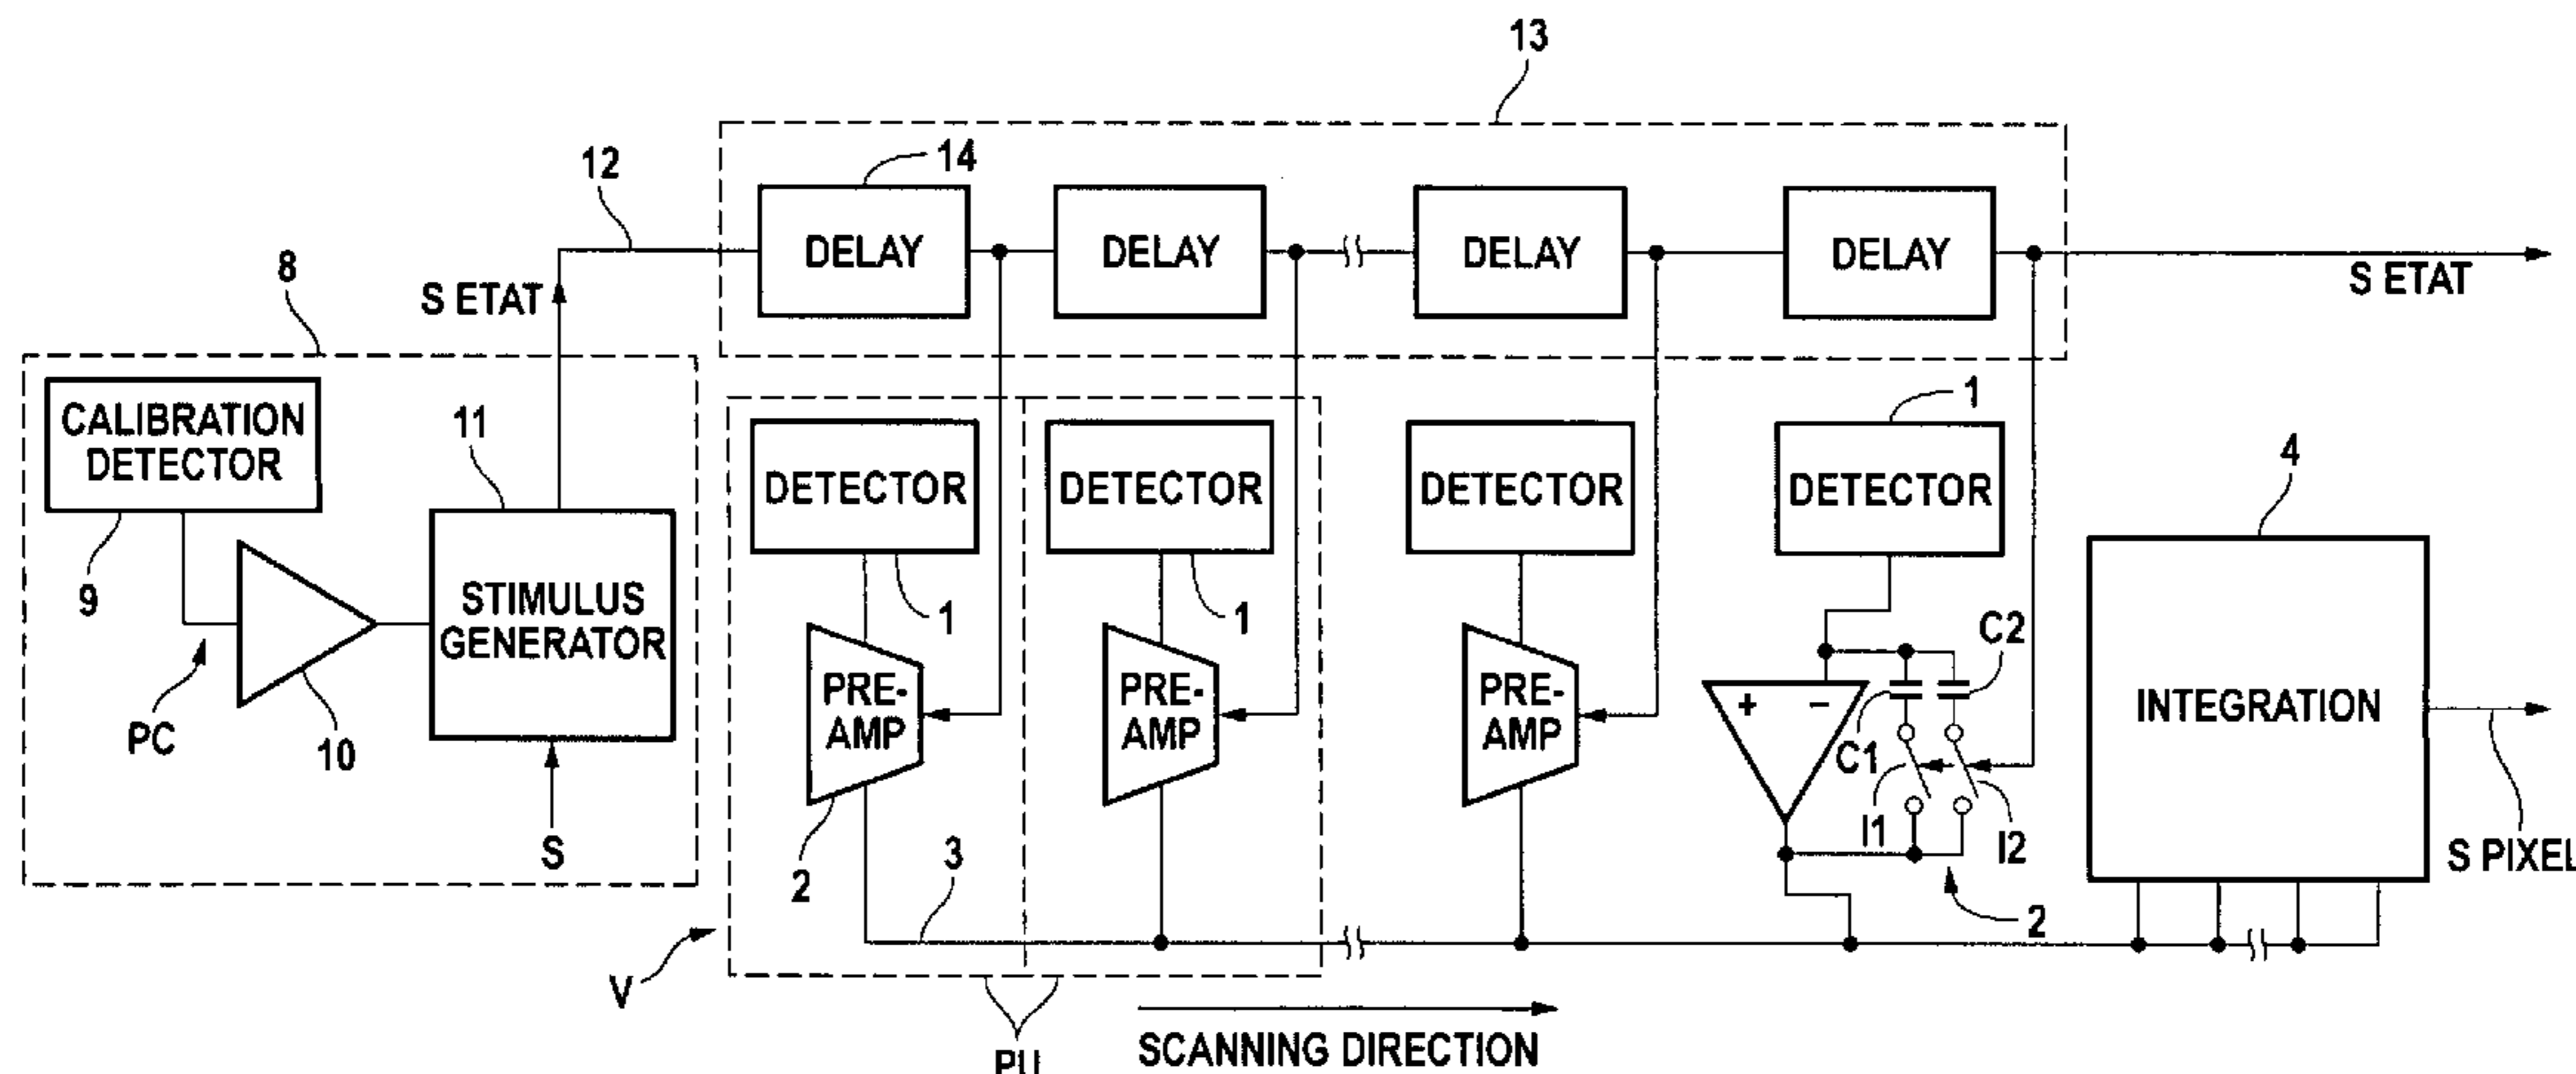 13
12
14
DELAY
DELAY
DELAY
DELAY
8
S ETAT
S ETAT
CALIBRATION
DETECTOR
11
1
4
DETECTOR
DETECTOR
DETECTOR
DETECTOR
9
STIMULUS
GENERATOR
1
1
C2
PC
10
PRE-
AMP
PRE-
AMP
PRE-
AMP
+
−
C1
INTEGRATION
S
2
3
I1
I2
S PIXEL
2
V
PU
SCANNING DIRECTION